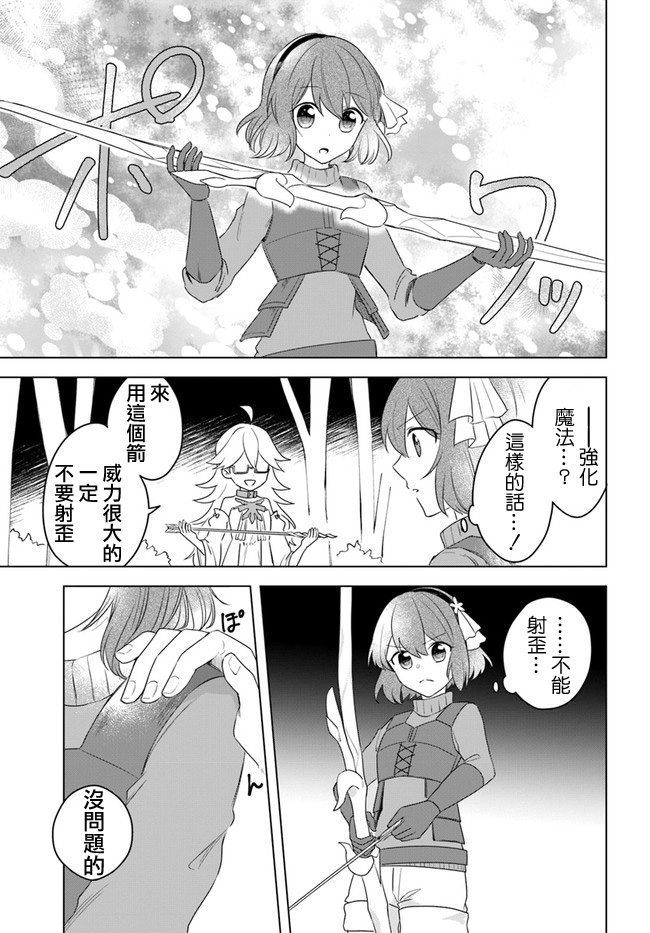 ポワッ
——強化
魔法…？
這樣的話…！
來
用這個箭
威力很大的
一定
不要射歪
……不能
射歪…
ぽん
沒問題的